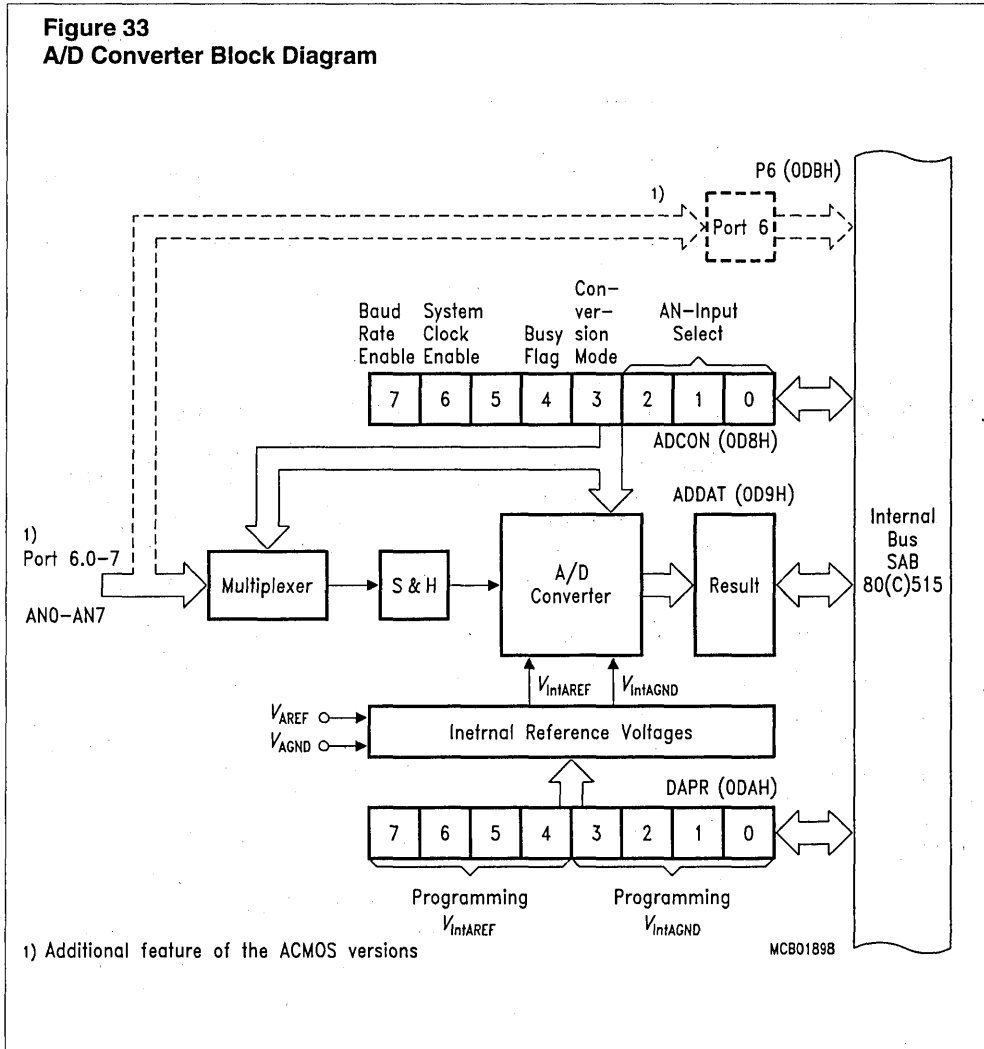 Figure 33
A/D Converter Block Diagram
P6 (0DBH)
1)
Port 6
Baud
Rate
Enable
System
Clock
Enable
Busy
Flag
Con-
ver-
sion
Mode
AN-Input
Select
7 6 5 4 3 2 1 0
ADCON (0D8H)
ADDAT (0D9H)
1)
Port 6.0-7
AN0-AN7
Multiplexer
S & H
A/D
Converter
Result
Internal
Bus
SAB
80(C)515
VIntAREF
VIntAGND
VAREF
VAGND
Inetrnal Reference Voltages
DAPR (0DAH)
7 6 5 4 3 2 1 0
Programming
VIntAREF
Programming
VIntAGND
1) Additional feature of the ACMOS versions
MCB01898